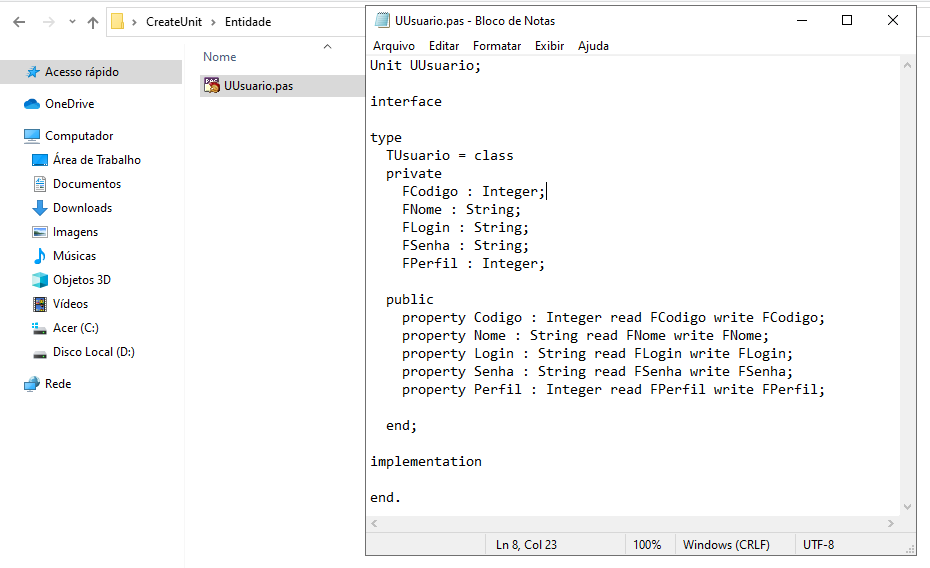 CreateUnit
Entidade
Acesso rápido
OneDrive
Computador
Área de Trabalho
Documentos
Downloads
Imagens
Músicas
Objetos 3D
Vídeos
Acer (C:)
Disco Local (D:)
Rede
Nome
UUsuario.pas
UUsuario.pas - Bloco de Notas
Arquivo Editar Formatar Exibir Ajuda
Unit UUsuario;
interface
type
TUsuario = class
private
FCodigo : Integer;
FNome : String;
FLogin : String;
FSenha : String;
FPerfil : Integer;
public
property Codigo : Integer read FCodigo write FCodigo;
property Nome : String read FNome write FNome;
property Login : String read FLogin write FLogin;
property Senha : String read FSenha write FSenha;
property Perfil : Integer read FPerfil write FPerfil;
end;
implementation
end.
Ln 8, Col 23
100%
Windows (CRLF)
UTF-8